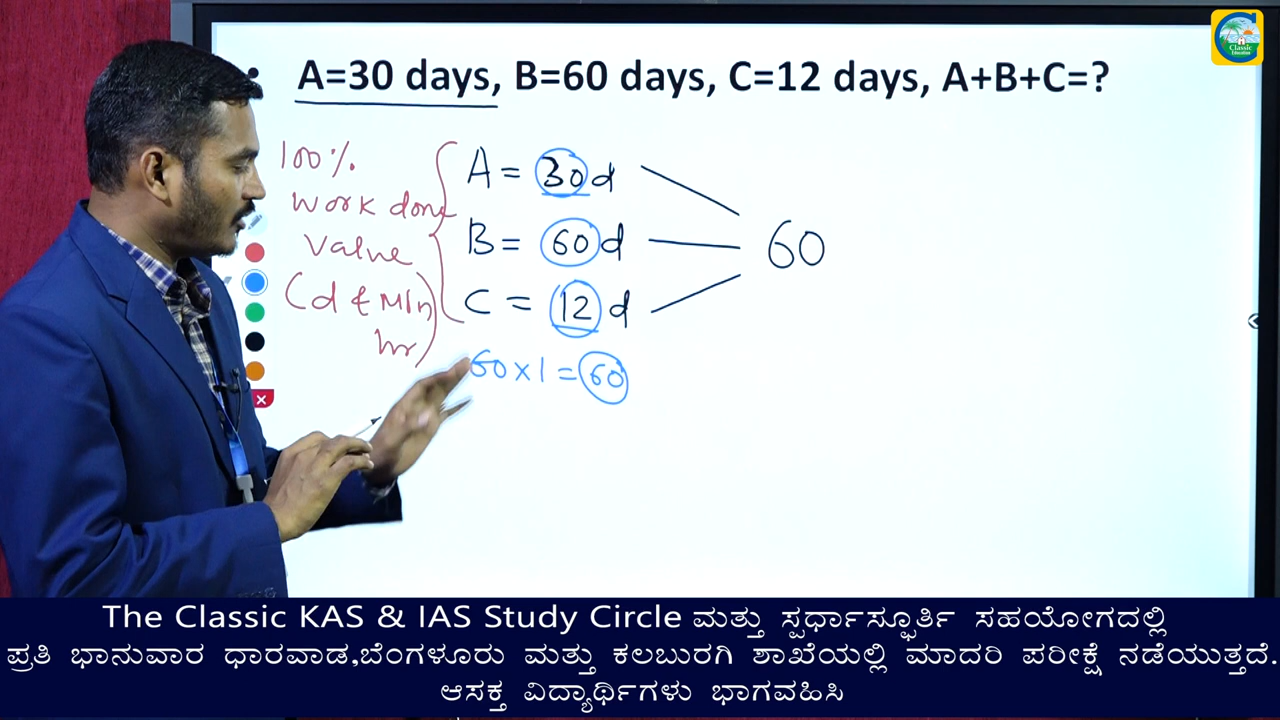 Classic
Education
A=30 days, B=60 days, C=12 days, A+B+C=?
100%
Work done
Value
(d & Min
hr)
A = 30 d
B = 60 d
C = 12 d
60
60 x 1 = 60
The Classic KAS & IAS Study Circle ಮತ್ತು ಸ್ಪರ್ಧಾಸ್ಫೂರ್ತಿ ಸಹಯೋಗದಲ್ಲಿ
ಪ್ರತಿ ಭಾನುವಾರ ಧಾರವಾಡ,ಬೆಂಗಳೂರು ಮತ್ತು ಕಲಬುರಗಿ ಶಾಖೆಯಲ್ಲಿ ಮಾದರಿ ಪರೀಕ್ಷೆ ನಡೆಯುತ್ತದೆ.
ಆಸಕ್ತ ವಿದ್ಯಾರ್ಥಿಗಳು ಭಾಗವಹಿಸಿ